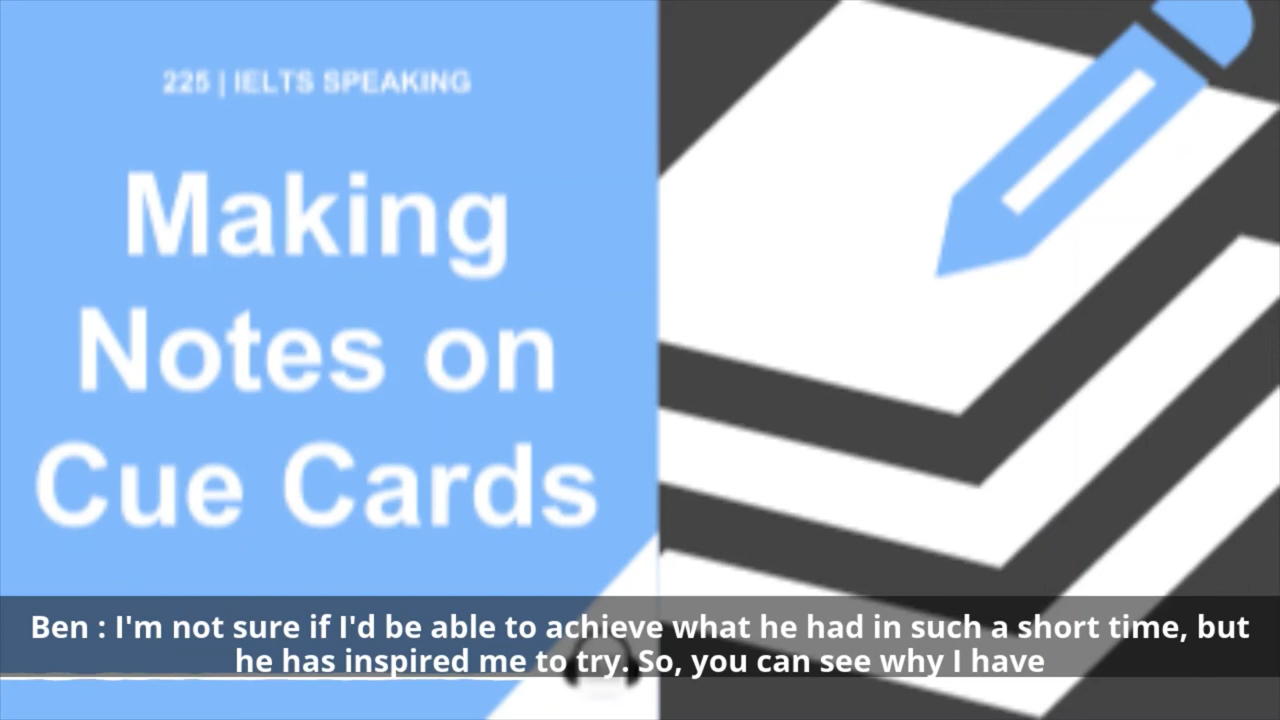 225 | IELTS SPEAKING
Making
Notes on
Cue Cards
Ben : I'm not sure if I'd be able to achieve what he had in such a short time, but
he has inspired me to try. So, you can see why I have